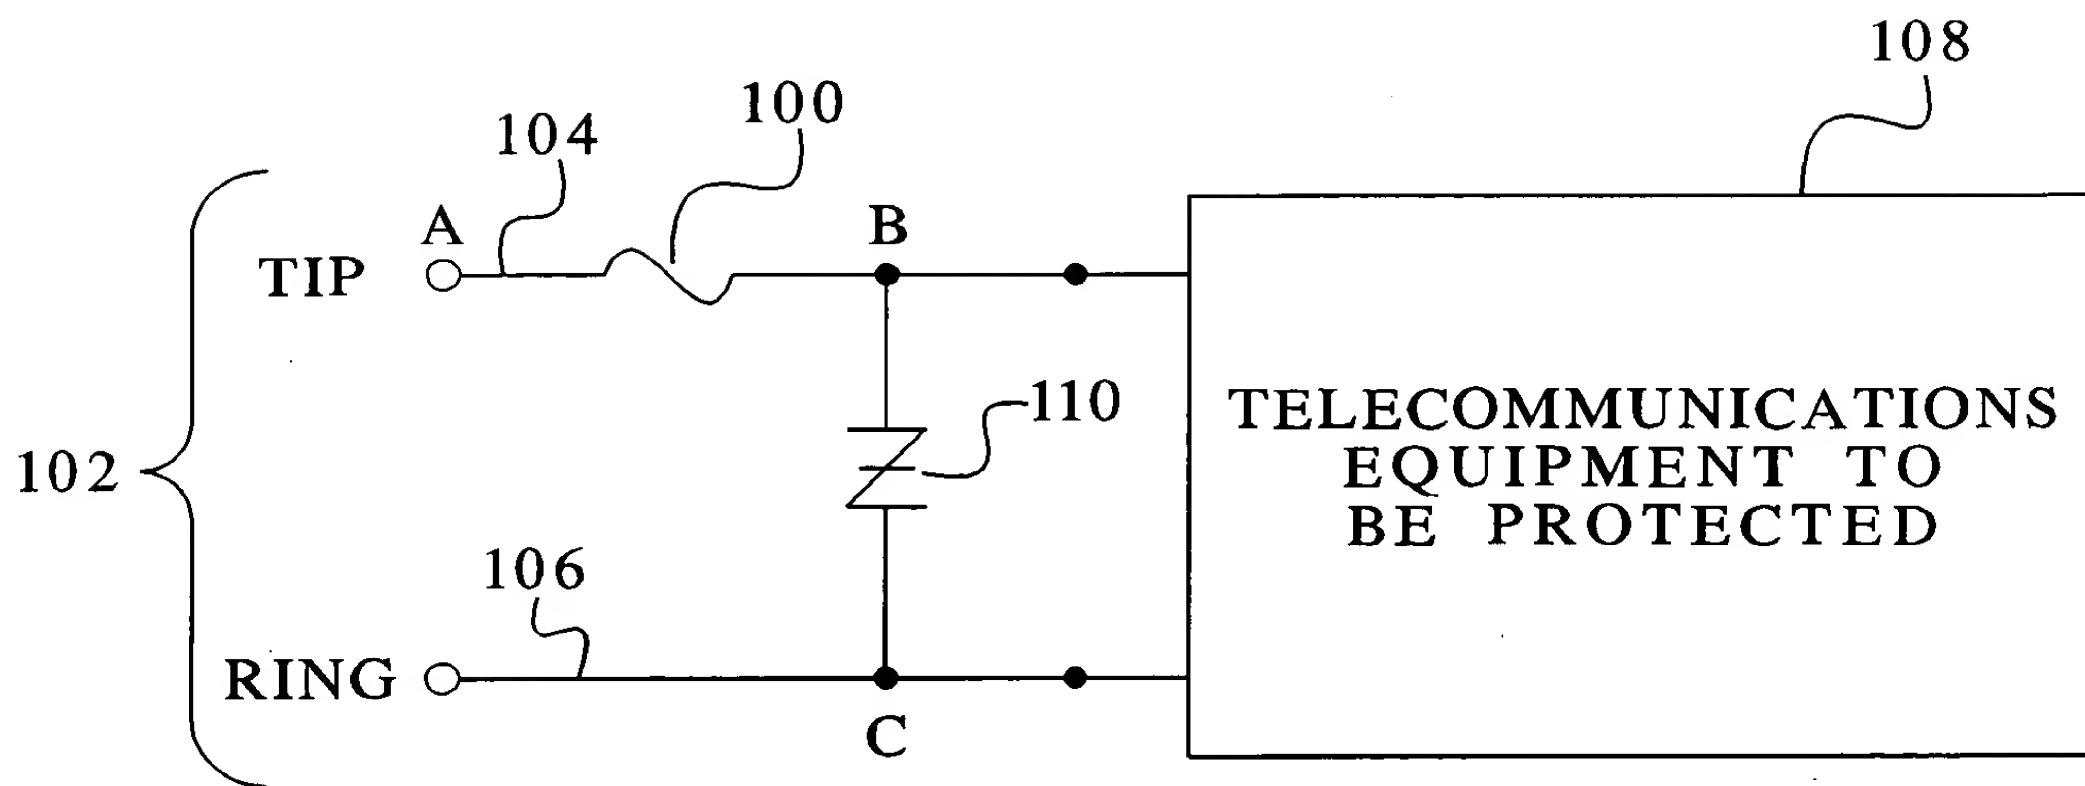 108
100
104
A
B
TIP
110
TELECOMMUNICATIONS
EQUIPMENT TO
BE PROTECTED
102
106
RING
C